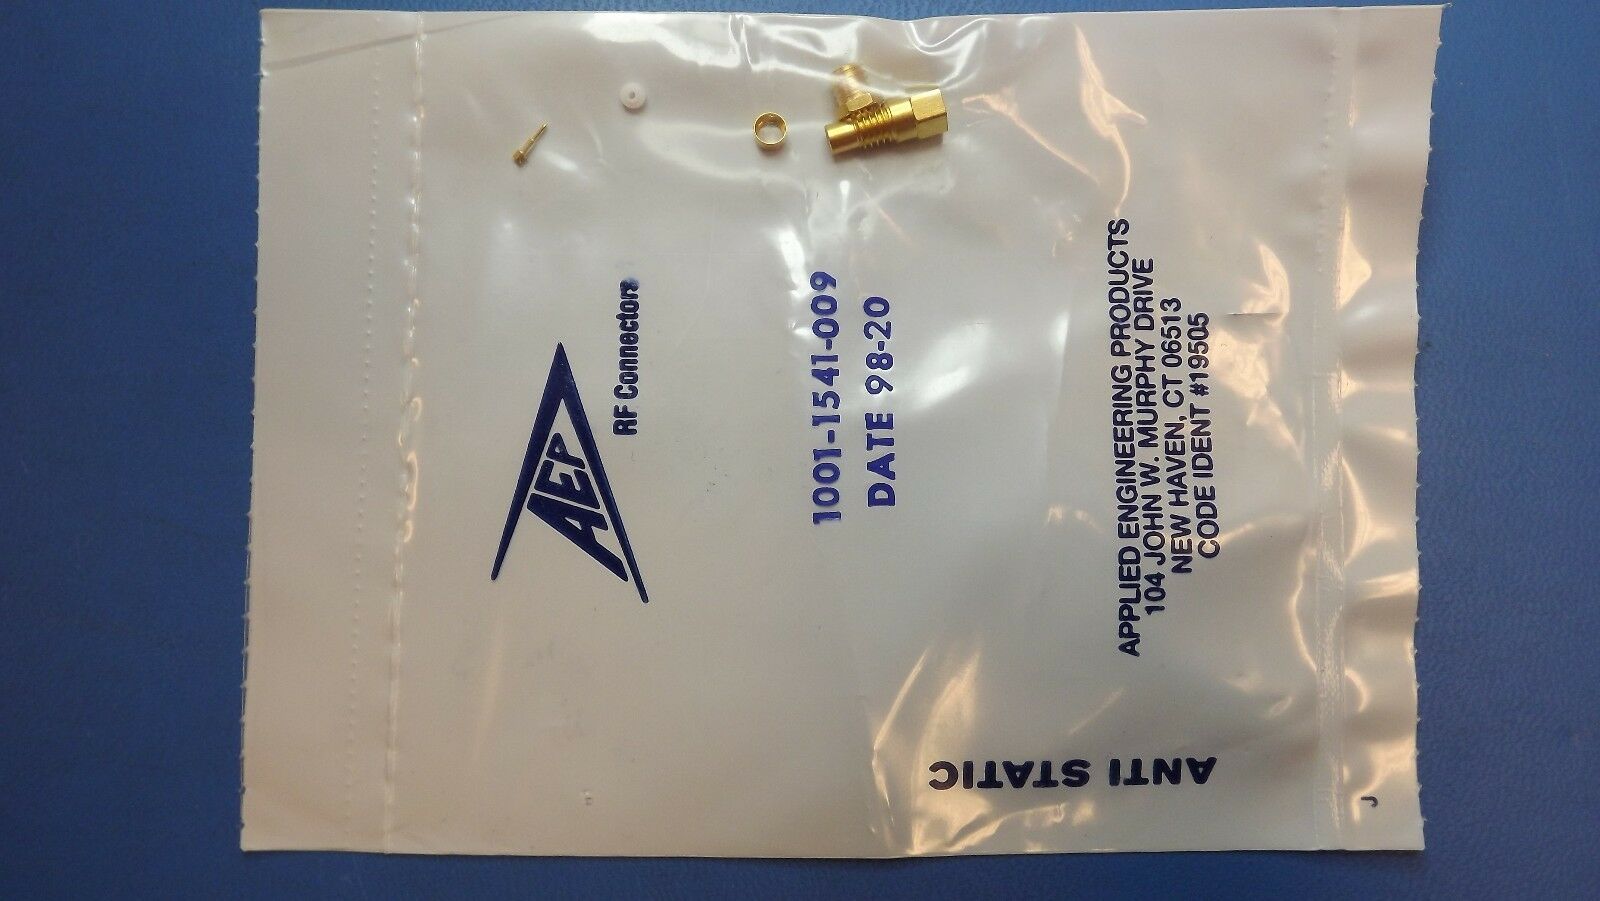 AEP
RF Connectors
1001-1541-009
DATE 98-20
APPLIED ENGINEERING PRODUCTS
104 JOHN W. MURPHY DRIVE
NEW HAVEN, CT 06513
CODE IDENT #19505
ANTI STATIC
J